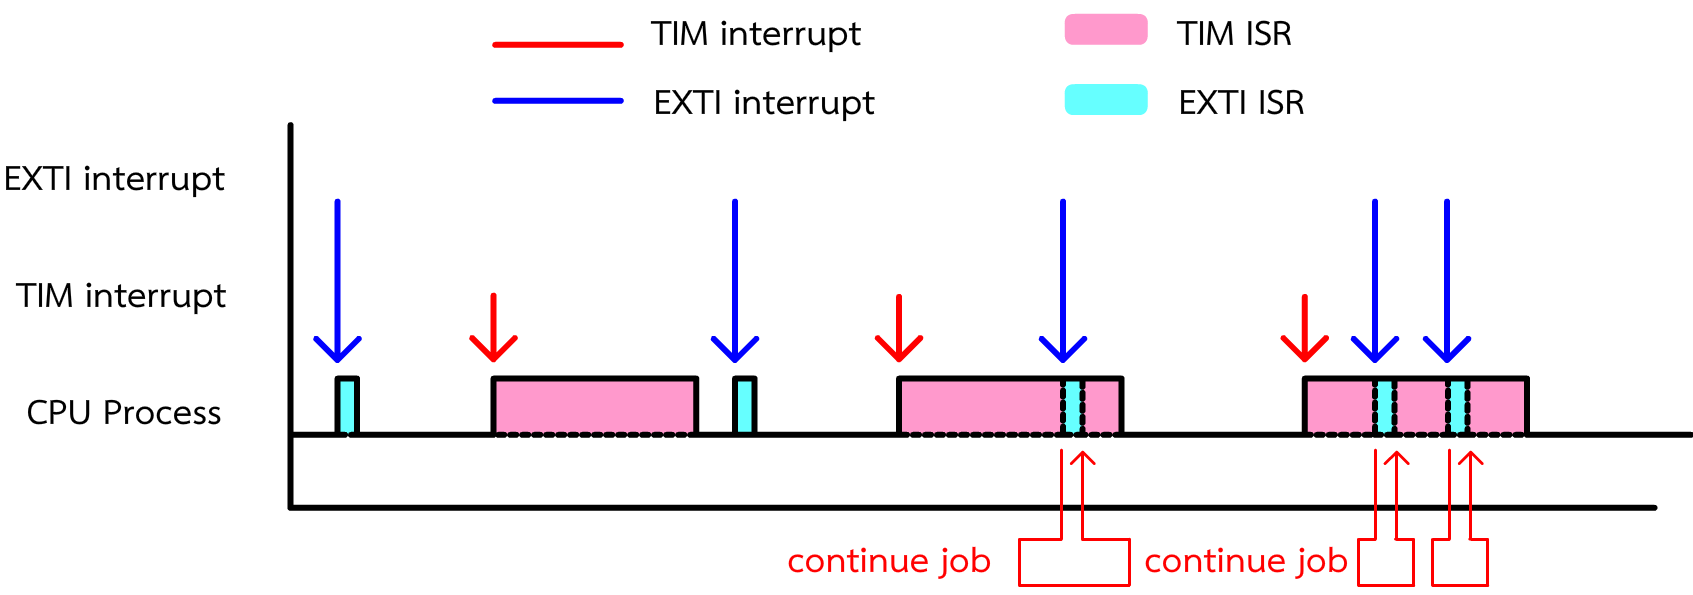 TIM interrupt
TIM ISR
EXTI interrupt
EXTI ISR
EXTI interrupt
TIM interrupt
CPU Process
continue job
continue job